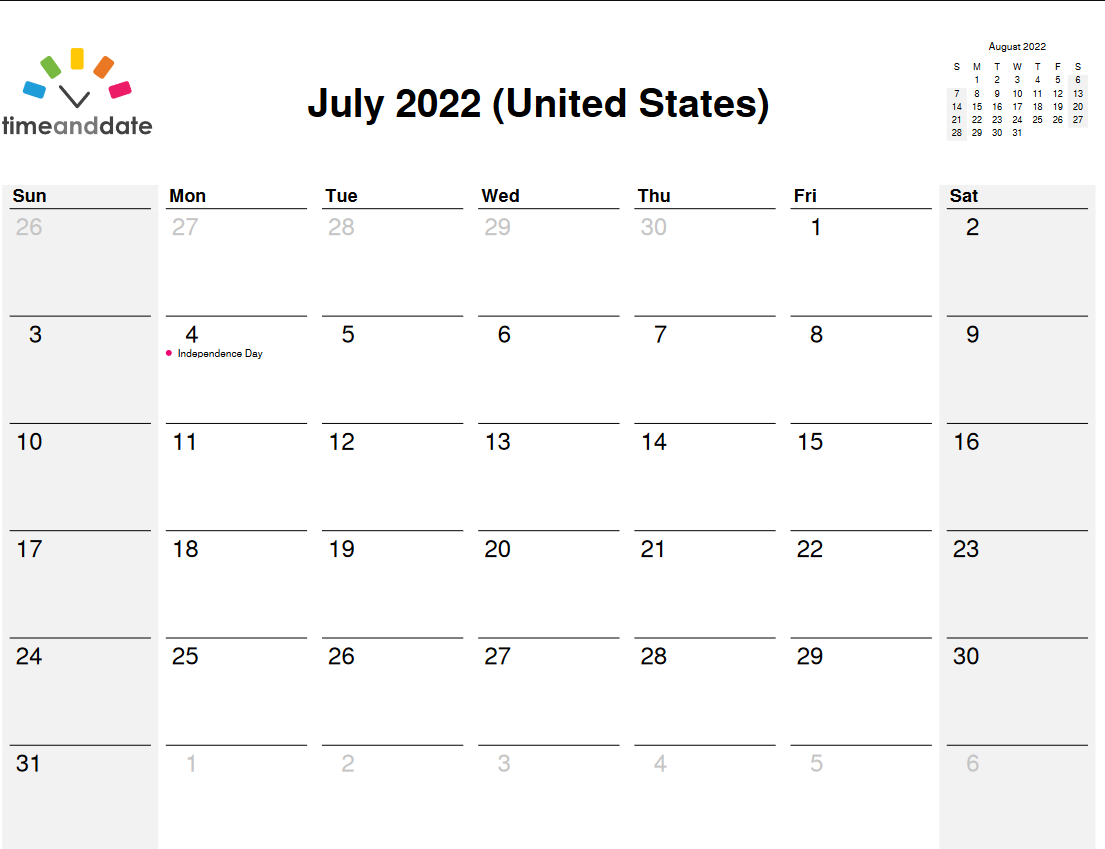 August 2022
S M T W T F S
1 2 3 4 5 6
7 8 9 10 11 12 13
14 15 16 17 18 19 20
21 22 23 24 25 26 27
28 29 30 31
timeanddate
July 2022 (United States)
Sun Mon Tue Wed Thu Fri Sat
26 27 28 29 30 1 2
3 4 5 6 7 8 9
Independence Day
10 11 12 13 14 15 16
17 18 19 20 21 22 23
24 25 26 27 28 29 30
31 1 2 3 4 5 6